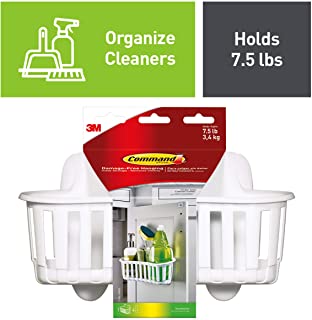 Organize
Cleaners
Holds
7.5 lbs
3M
7.5 lb
3,4 kg
Command
Damage-Free Hanging